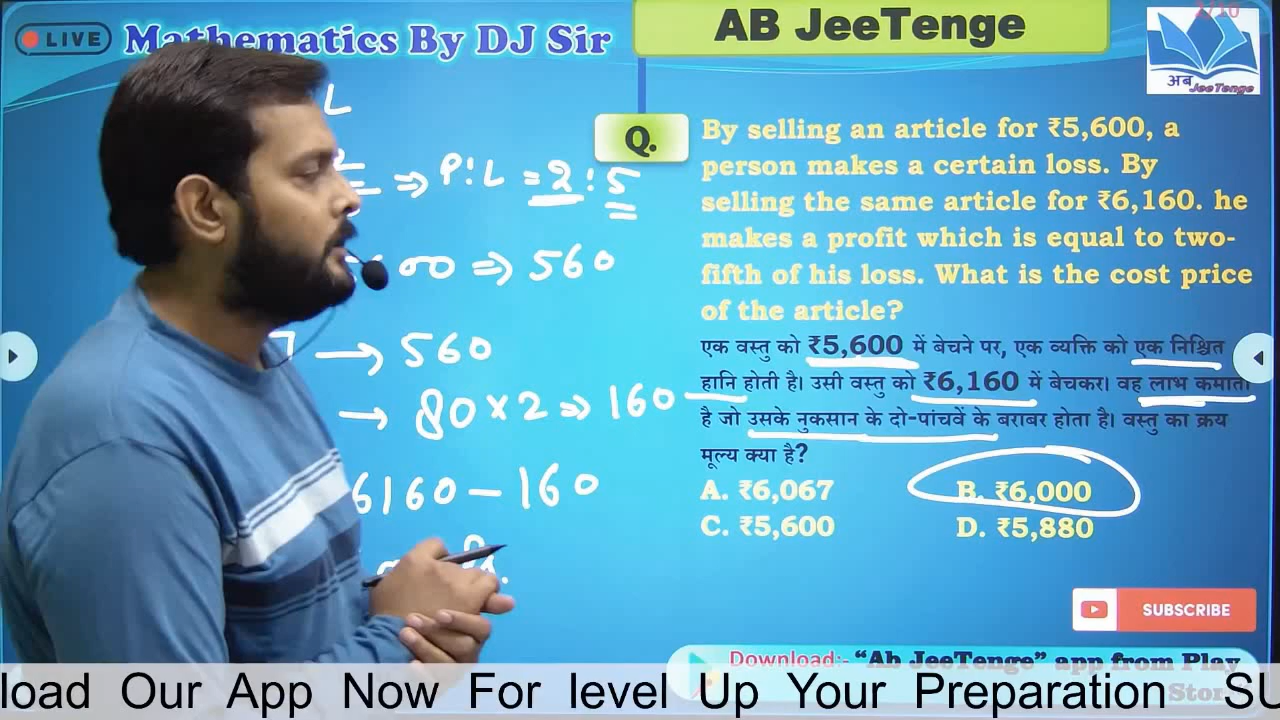 LIVE
Mathematics By DJ Sir
AB JeeTenge
2/10
अब
JeeTenge
Q.
By selling an article for ₹5,600, a
person makes a certain loss. By
selling the same article for ₹6,160. he
makes a profit which is equal to two-
fifth of his loss. What is the cost price
of the article?
एक वस्तु को ₹5,600 में बेचने पर, एक व्यक्ति को एक निश्चित
हानि होती है। उसी वस्तु को ₹6,160 में बेचकर। वह लाभ कमाता
है जो उसके नुकसान के दो-पांचवें के बराबर होता है। वस्तु का क्रय
मूल्य क्या है?
A. ₹6,067
B. ₹6,000
C. ₹5,600
D. ₹5,880
L
⇒ P:L = 2:5
⇒ 560
7 → 560
→ 80×2 ⇒ 160
6160 – 160
SUBSCRIBE
Download:- “Ab JeeTenge” app from Play
Stor
load Our App Now For level Up Your Preparation SU